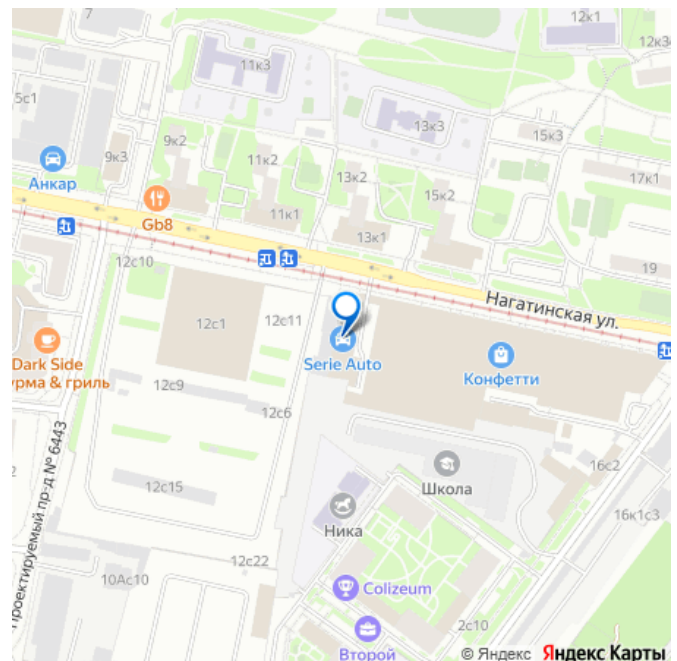 7
12к1
12к3
11к3
5с1
13к3
9к2
15к3
9к3
11к2
13к2
17к1
Анкар
15к2
Gb8
11к1
13к1
12с10
19
Нагатинская ул.
12с1
12с11
Dark Side
урма & гриль
Serie Auto
Конфетти
12с9
12с6
16с2
Школа
12с15
2
Ника
16к1с3
Проектируемый пр-д № 6443
12с22
10Ас10
Colizeum
2с10
Второй
© Яндекс Яндекс Карты